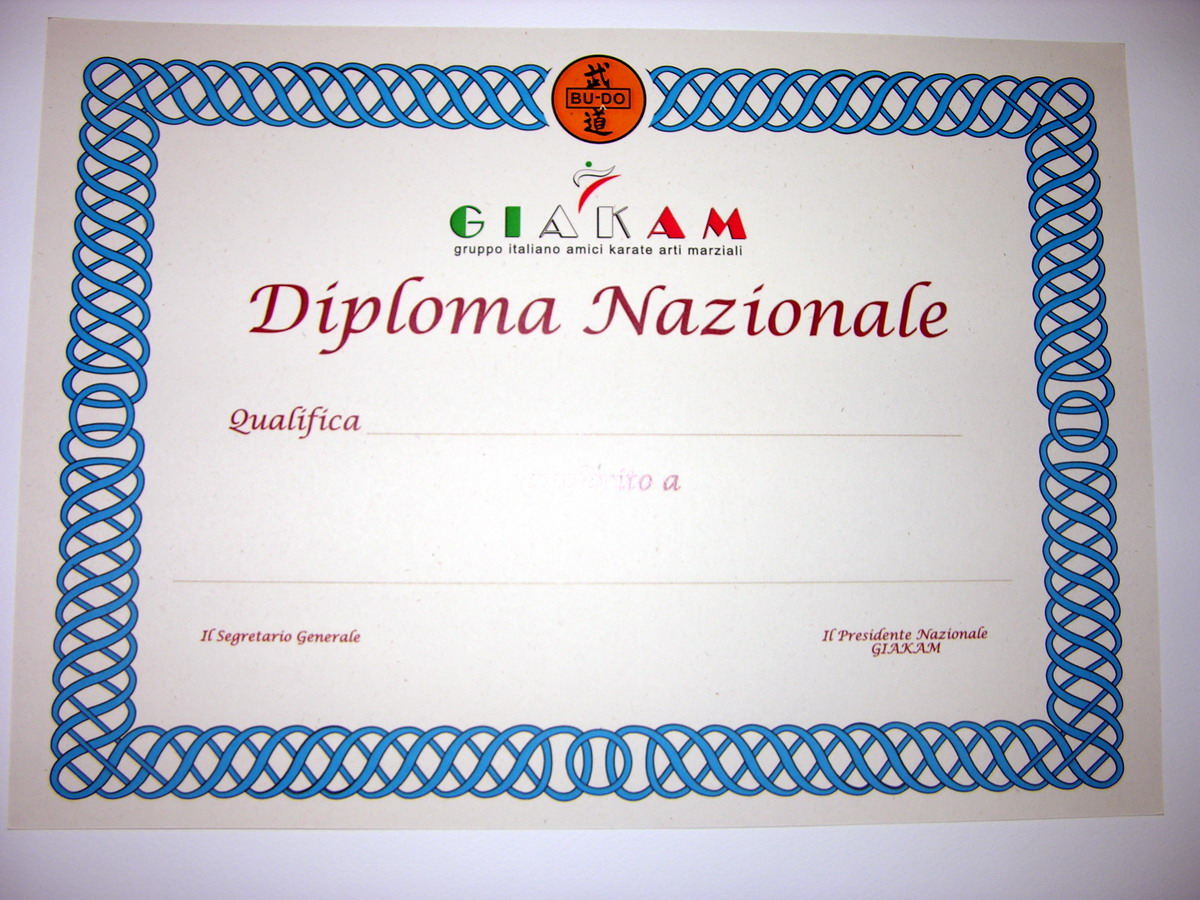 武
BU-DO
道
GIAKAM
gruppo italiano amici karate arti marziali
Diploma Nazionale
Qualifica
a
Il Segretario Generale
Il Presidente Nazionale
GIAKAM